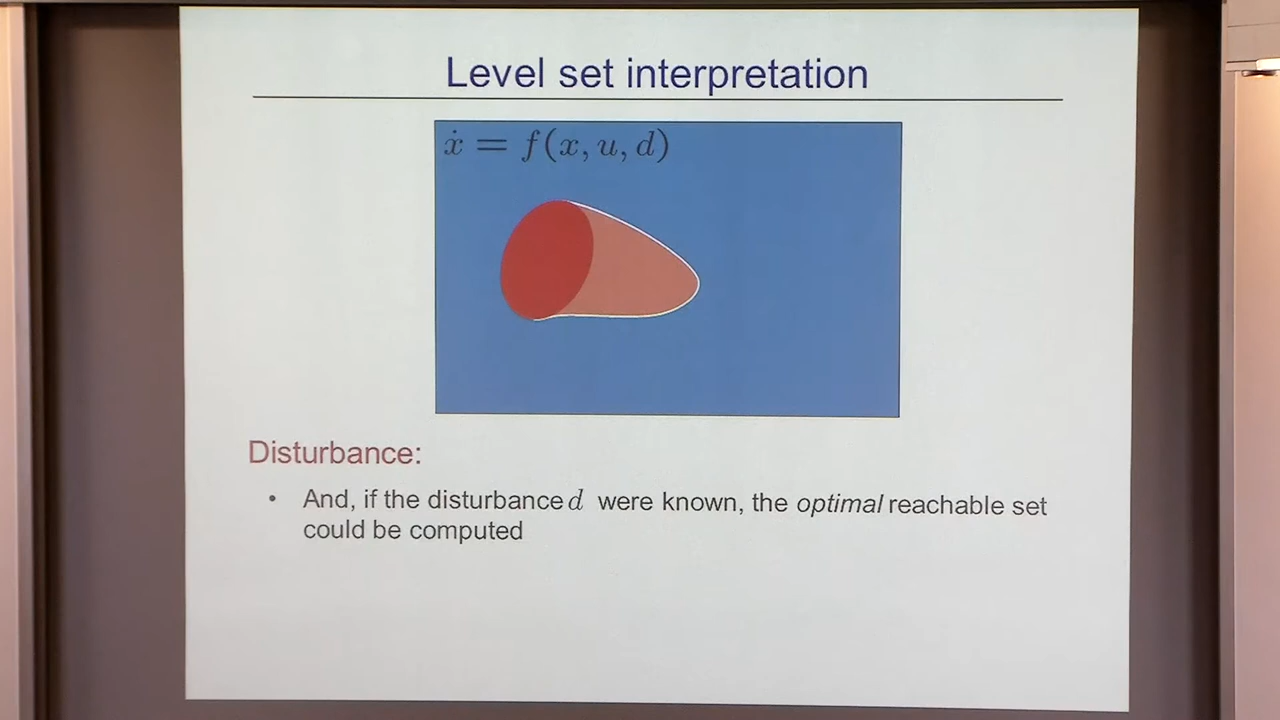 Level set interpretation
ẋ = f(x, u, d)
Disturbance:
• And, if the disturbance d were known, the optimal reachable set
could be computed